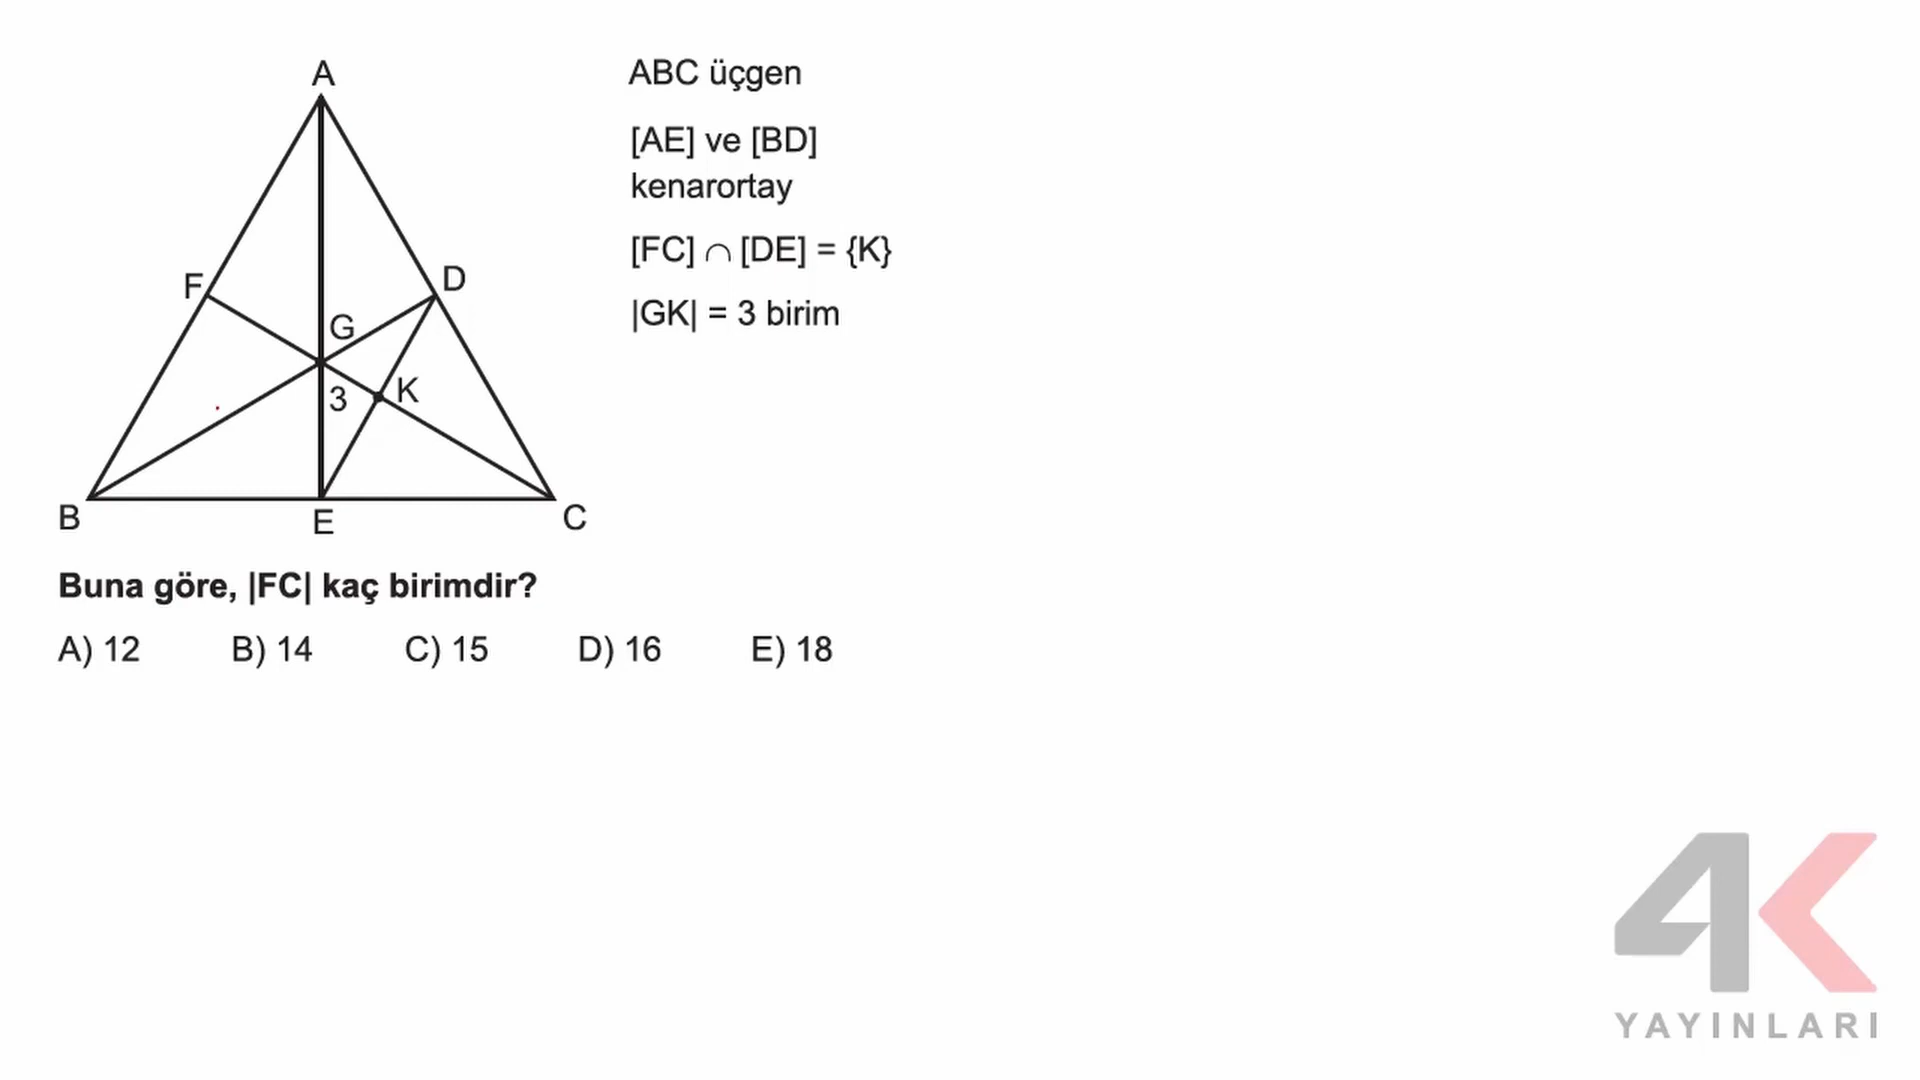 A
F
D
G
3
K
B
E
C
ABC üçgen
[AE] ve [BD]
kenarortay
[FC] ∩ [DE] = {K}
|GK| = 3 birim
Buna göre, |FC| kaç birimdir?
A) 12 B) 14 C) 15 D) 16 E) 18
4K
YAYINLARI